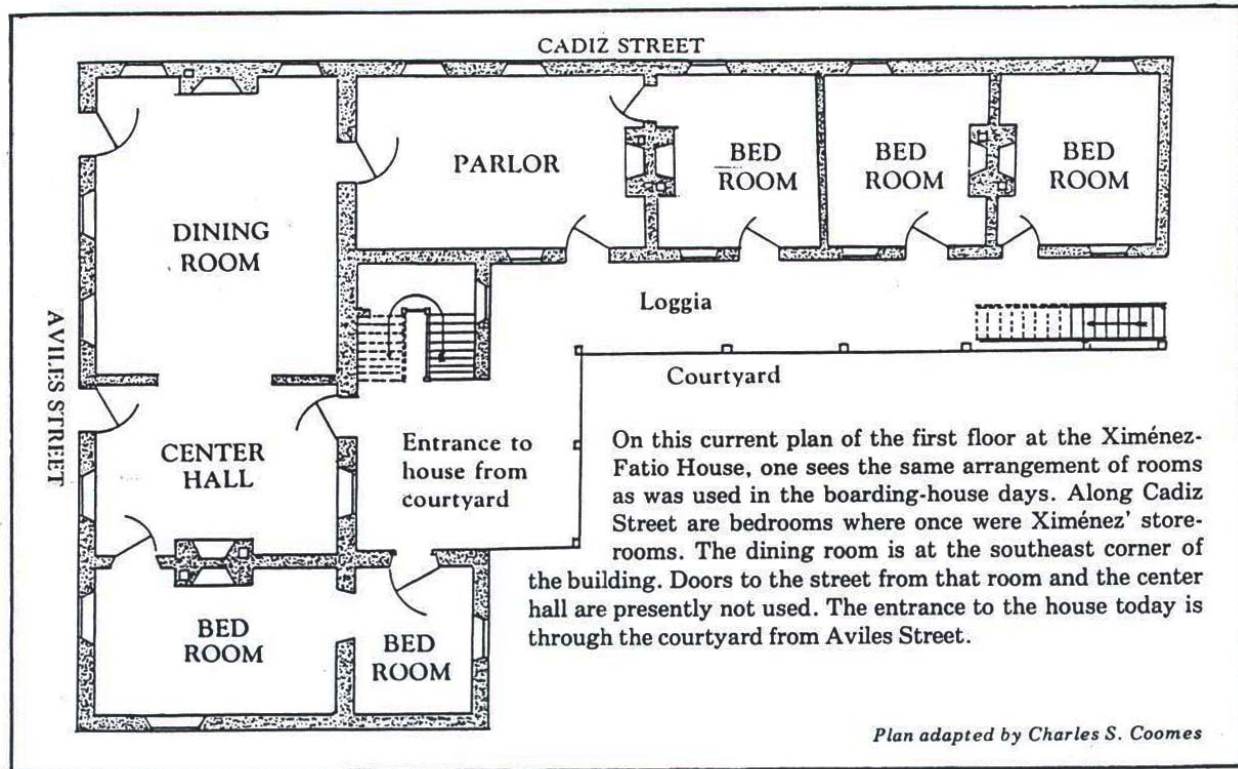 CADIZ STREET
PARLOR
BED
ROOM
BED
ROOM
BED
ROOM
DINING
ROOM
AVILES STREET
Loggia
Courtyard
CENTER
HALL
Entrance to
house from
courtyard
BED
ROOM
BED
ROOM
On this current plan of the first floor at the Ximénez-
Fatio House, one sees the same arrangement of rooms
as was used in the boarding-house days. Along Cadiz
Street are bedrooms where once were Ximénez' store-
rooms. The dining room is at the southeast corner of
the building. Doors to the street from that room and the center
hall are presently not used. The entrance to the house today is
through the courtyard from Aviles Street.
Plan adapted by Charles S. Coomes